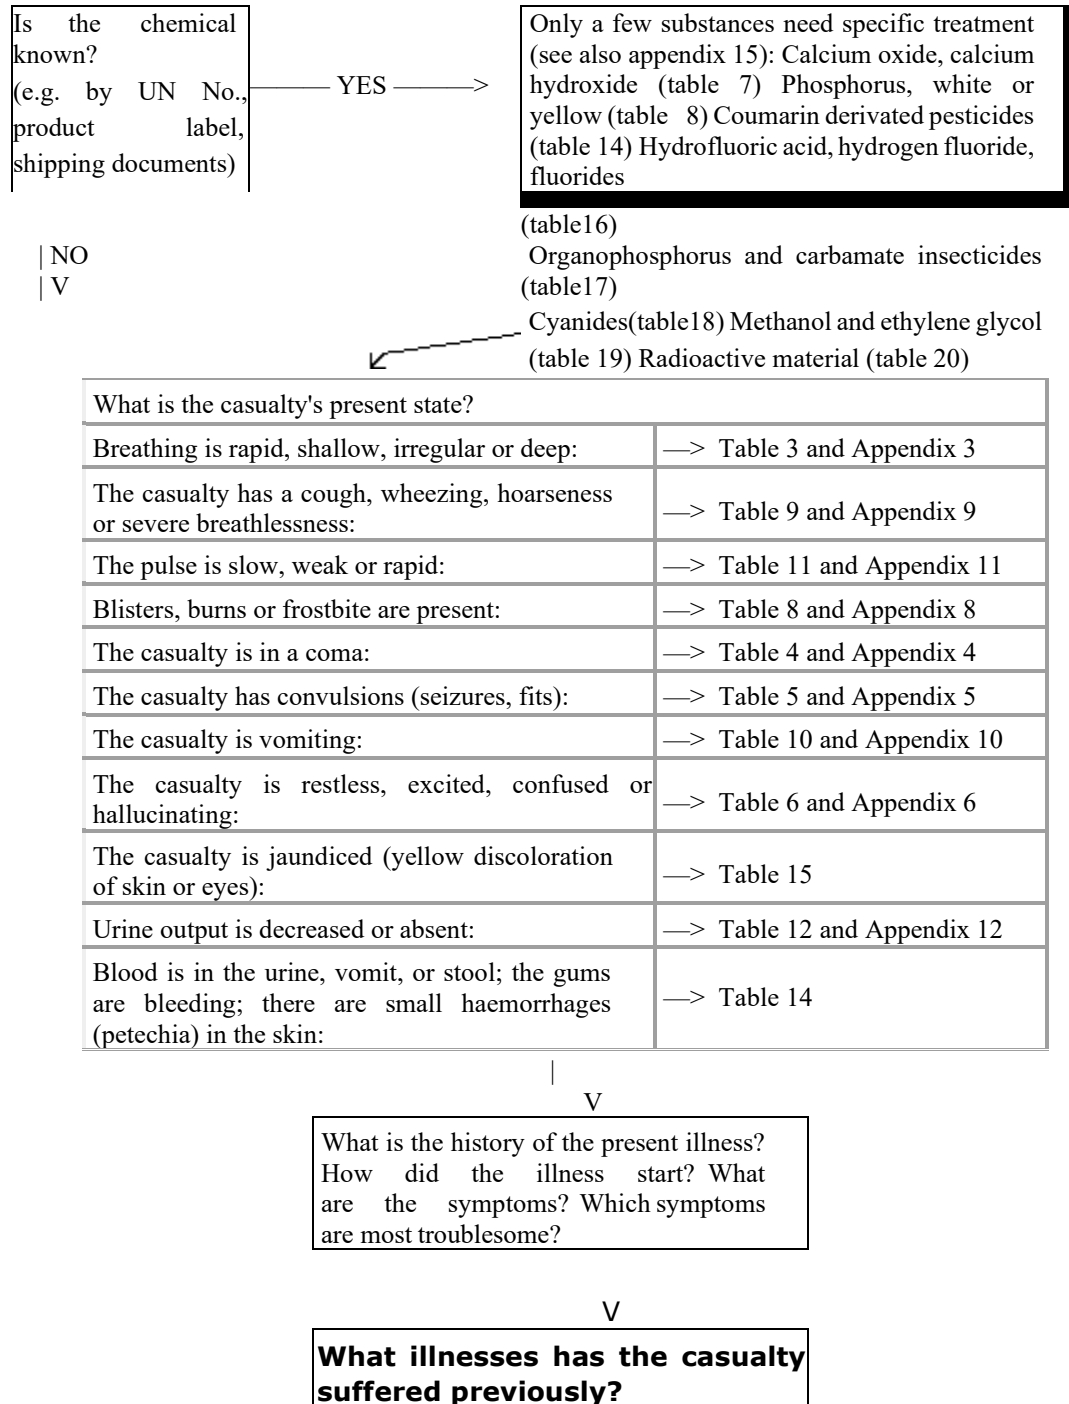 Is the chemical
known?
(e.g. by UN No.,
product label,
shipping documents)
——— YES ———>
Only a few substances need specific treatment
(see also appendix 15): Calcium oxide, calcium
hydroxide (table 7) Phosphorus, white or
yellow (table 8) Coumarin derivated pesticides
(table 14) Hydrofluoric acid, hydrogen fluoride,
fluorides
(table16)
| NO
| V
Organophosphorus and carbamate insecticides
(table17)
Cyanides(table18) Methanol and ethylene glycol
(table 19) Radioactive material (table 20)
What is the casualty's present state?
Breathing is rapid, shallow, irregular or deep:
—> Table 3 and Appendix 3
The casualty has a cough, wheezing, hoarseness
or severe breathlessness:
—> Table 9 and Appendix 9
The pulse is slow, weak or rapid:
—> Table 11 and Appendix 11
Blisters, burns or frostbite are present:
—> Table 8 and Appendix 8
The casualty is in a coma:
—> Table 4 and Appendix 4
The casualty has convulsions (seizures, fits):
—> Table 5 and Appendix 5
The casualty is vomiting:
—> Table 10 and Appendix 10
The casualty is restless, excited, confused or
hallucinating:
—> Table 6 and Appendix 6
The casualty is jaundiced (yellow discoloration
of skin or eyes):
—> Table 15
Urine output is decreased or absent:
—> Table 12 and Appendix 12
Blood is in the urine, vomit, or stool; the gums
are bleeding; there are small haemorrhages
(petechia) in the skin:
—> Table 14
|
V
What is the history of the present illness?
How did the illness start? What
are the symptoms? Which symptoms
are most troublesome?
V
What illnesses has the casualty
suffered previously?